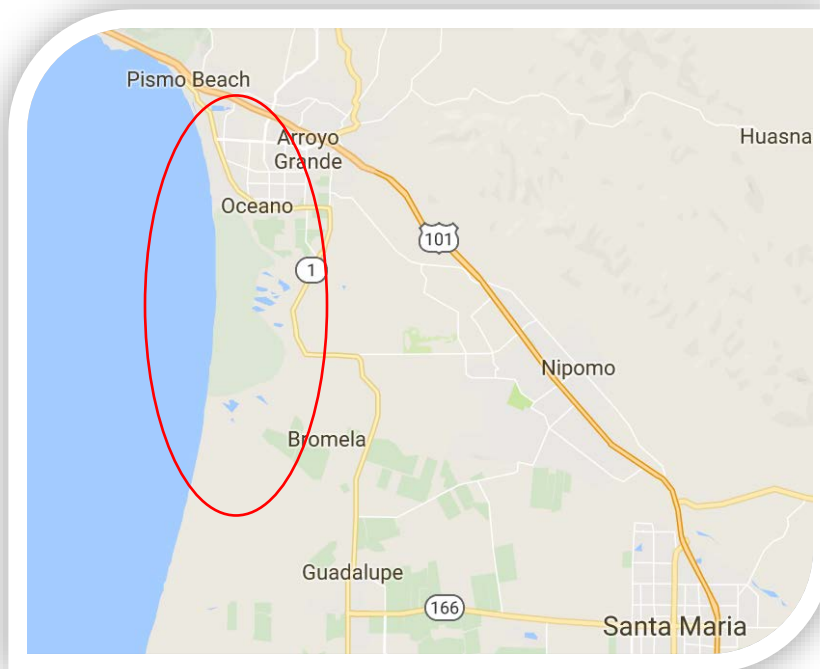 Pismo Beach
Huasna
Arroyo
Grande
Oceano
101
1
Nipomo
Bromela
Guadalupe
166
Santa Maria